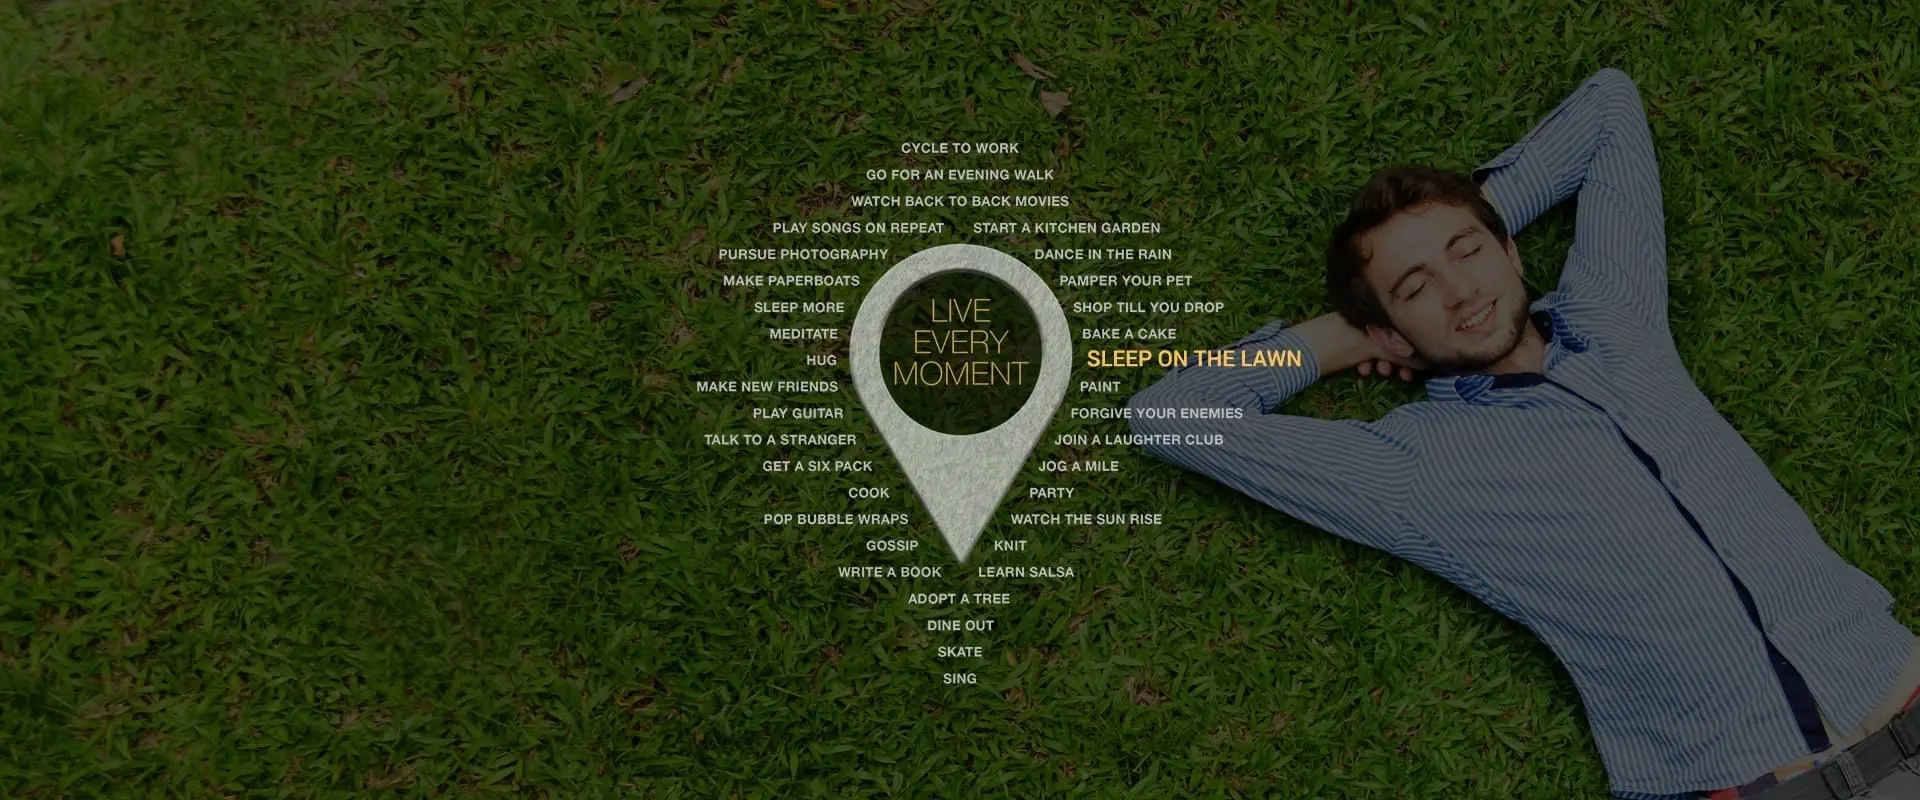 CYCLE TO WORK
GO FOR AN EVENING WALK
WATCH BACK TO BACK MOVIES
PLAY SONGS ON REPEAT START A KITCHEN GARDEN
PURSUE PHOTOGRAPHY DANCE IN THE RAIN
MAKE PAPERBOATS PAMPER YOUR PET
SLEEP MORE SHOP TILL YOU DROP
MEDITATE BAKE A CAKE
HUG SLEEP ON THE LAWN
MAKE NEW FRIENDS PAINT
PLAY GUITAR FORGIVE YOUR ENEMIES
TALK TO A STRANGER JOIN A LAUGHTER CLUB
GET A SIX PACK JOG A MILE
COOK PARTY
POP BUBBLE WRAPS WATCH THE SUN RISE
GOSSIP KNIT
WRITE A BOOK LEARN SALSA
ADOPT A TREE
DINE OUT
SKATE
SING
LIVE
EVERY
MOMENT